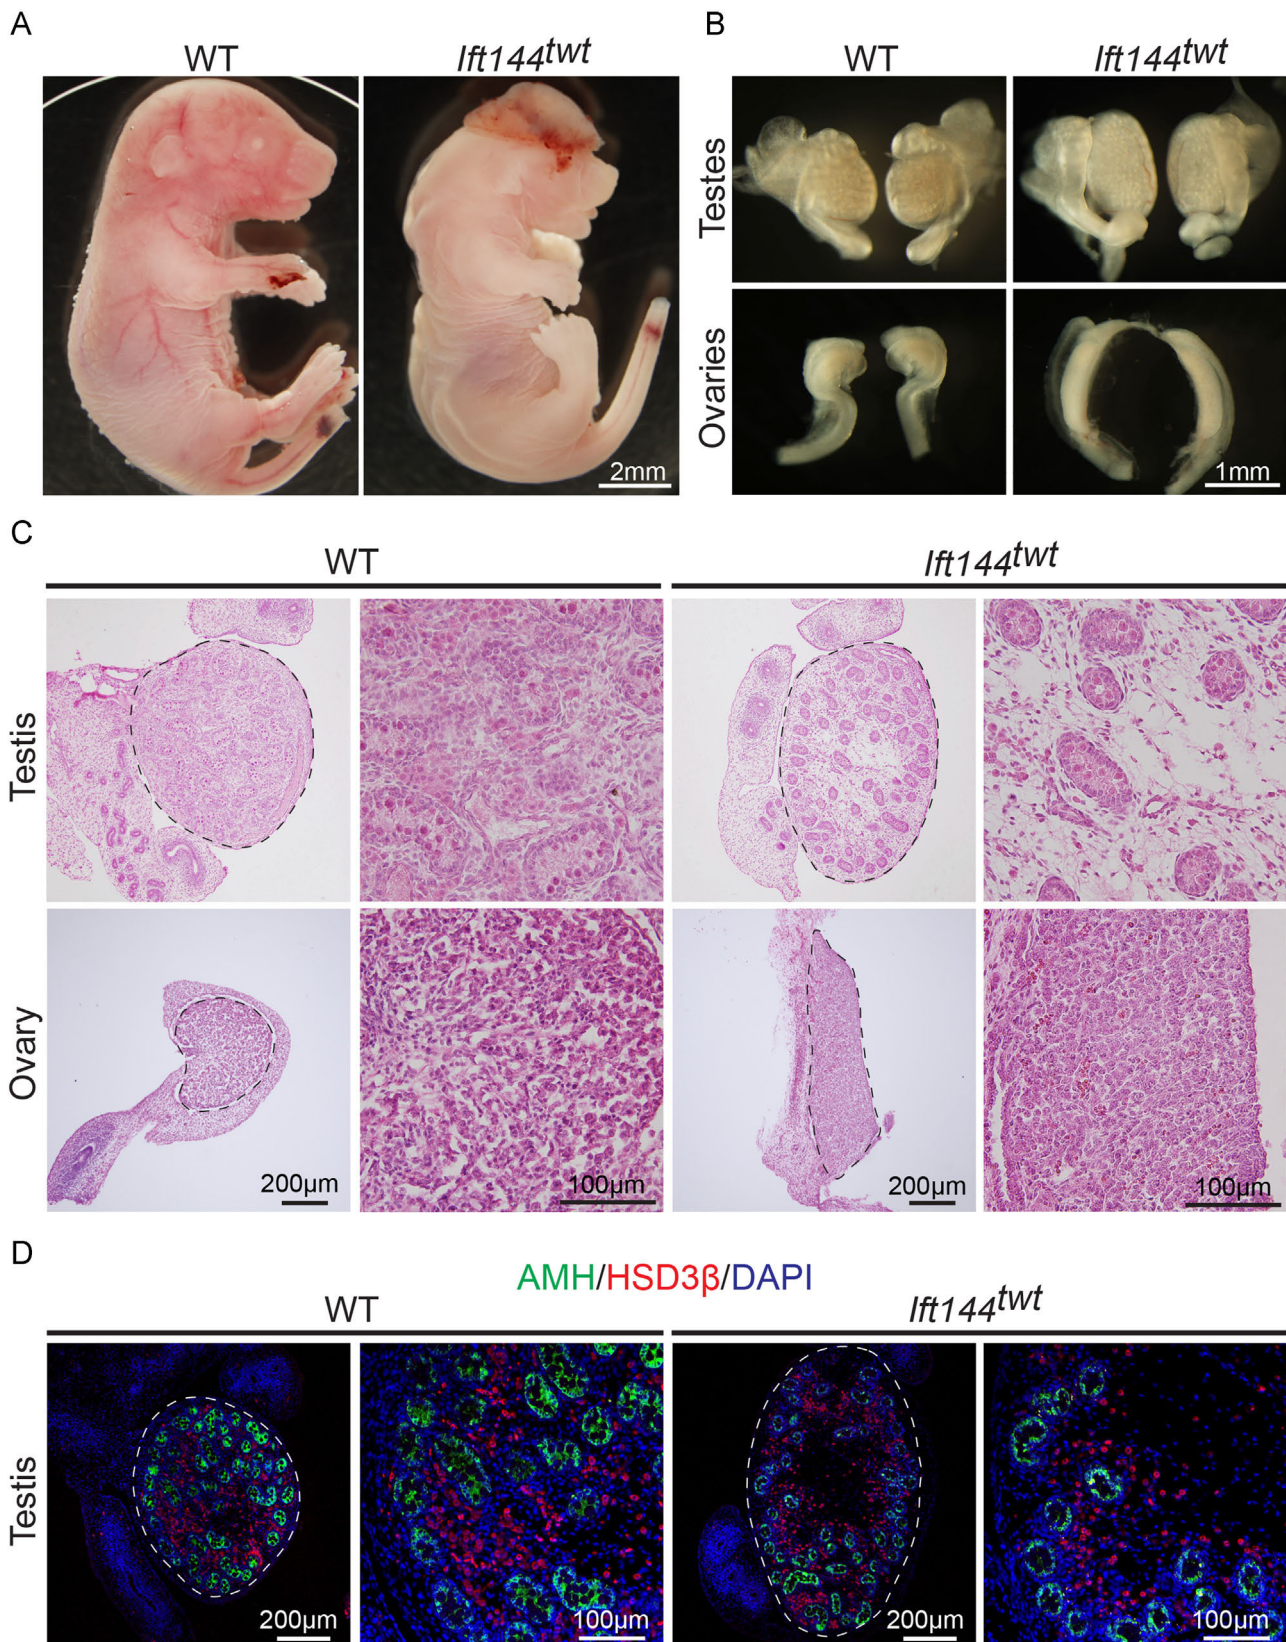 A
WT
Ift144twt
2mm
B
WT
Ift144twt
Testes
Ovaries
1mm
C
WT
Ift144twt
Testis
Ovary
200µm
100µm
200µm
100µm
D
AMH/HSD3β/DAPI
WT
Ift144twt
Testis
200µm
100µm
200µm
100µm